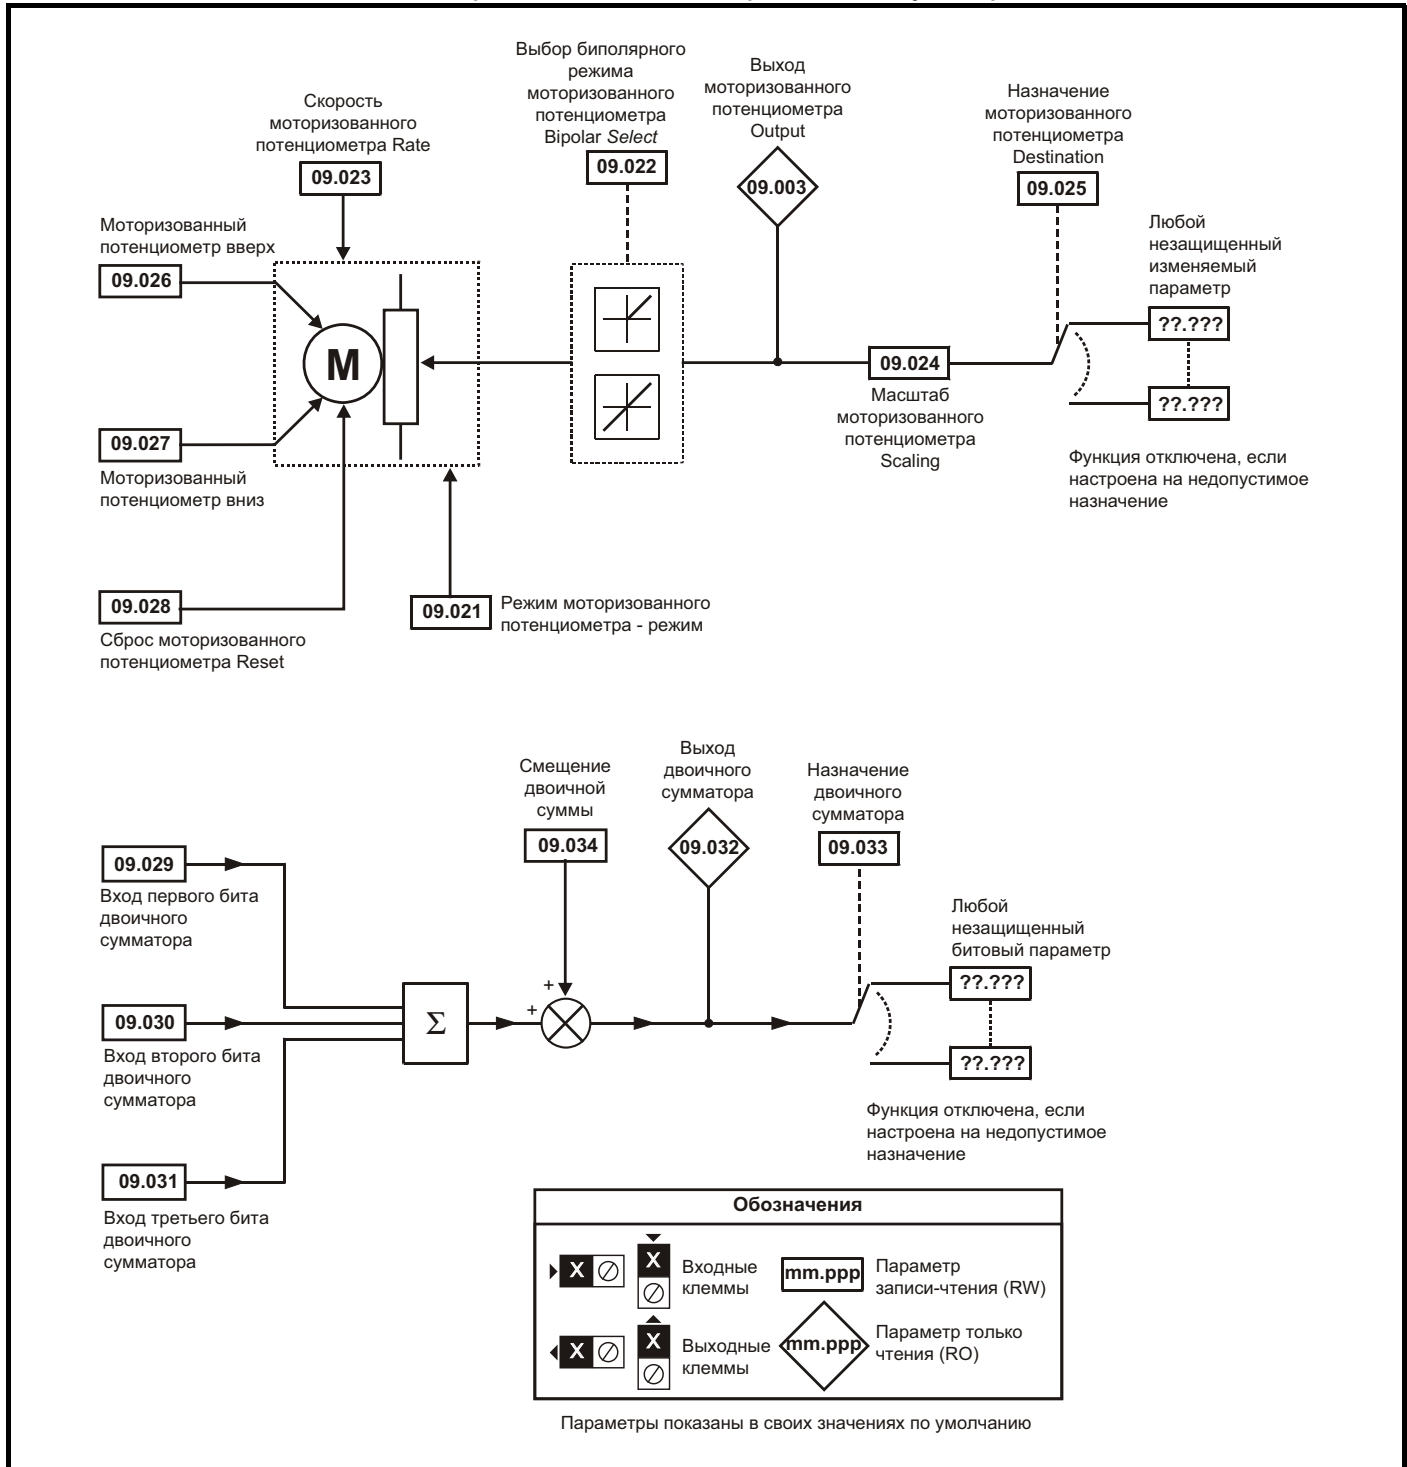 Выбор биполярного
режима
моторизованного
потенциометра
Bipolar Select
09.022
Выход
моторизованного
потенциометра
Output
09.003
Скорость
моторизованного
потенциометра Rate
09.023
Назначение
моторизованного
потенциометра
Destination
09.025
Моторизованный
потенциометр вверх
09.026
Любой
незащищенный
изменяемый
параметр
??.???
??.???
M
09.024
Масштаб
моторизованного
потенциометра
Scaling
09.027
Моторизованный
потенциометр вниз
Функция отключена, если
настроена на недопустимое
назначение
09.028
Сброс моторизованного
потенциометра Reset
09.021
Режим моторизованного
потенциометра - режим
Смещение
двоичной
суммы
09.034
Выход
двоичного
сумматора
09.032
Назначение
двоичного
сумматора
09.033
09.029
Вход первого бита
двоичного
сумматора
Любой
незащищенный
битовый параметр
??.???
??.???
09.030
Вход второго бита
двоичного
сумматора
Σ
+
+
Функция отключена, если
настроена на недопустимое
назначение
09.031
Вход третьего бита
двоичного
сумматора
Обозначения
X
X
Входные
клеммы
mm.ppp
Параметр
записи-чтения (RW)
X
X
Выходные
клеммы
mm.ppp
Параметр только
чтения (RO)
Параметры показаны в своих значениях по умолчанию